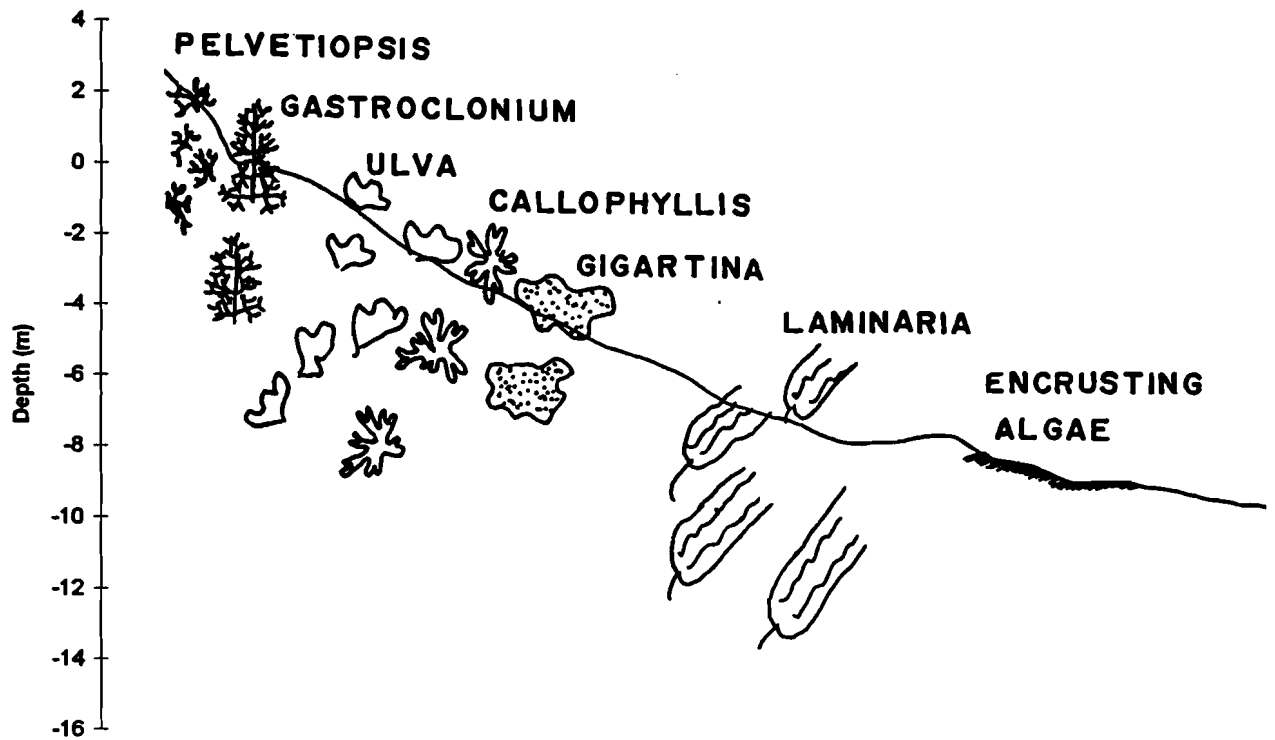 4
PELVETIOPSIS
2
GASTROCLONIUM
0
ULVA
CALLOPHYLLIS
-2
GIGARTINA
-4
LAMINARIA
Depth (m)
-6
ENCRUSTING
ALGAE
-8
-10
-12
-14
-16